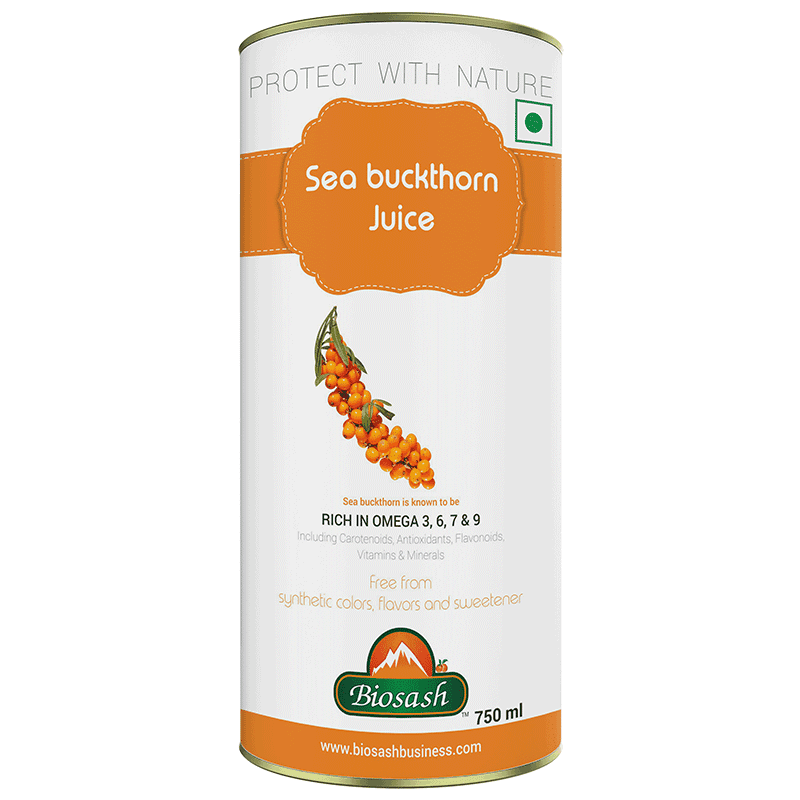 PROTECT WITH NATURE
Sea buckthorn
Juice
Sea buckthorn is known to be
RICH IN OMEGA 3, 6, 7 & 9
Including Carotenoids, Antioxidants, Flavonoids,
Vitamins & Minerals
Free from
synthetic colors, flavors and sweetener
Biosash
™ 750 ml
www.biosashbusiness.com